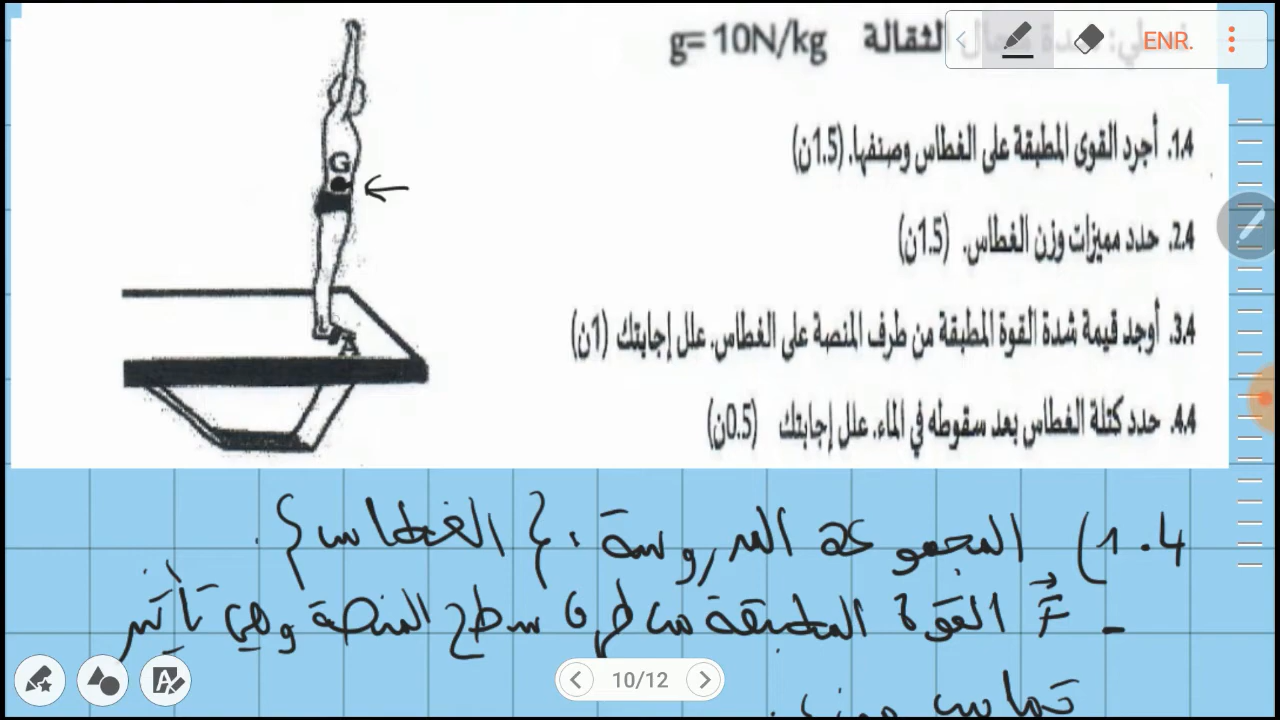 الثقالة g= 10N/kg
ENR.
1.4. أجرد القوى المطبقة على الغطاس وصنفها. (1.5ن)
2.4. حدد مميزات وزن الغطاس. (1.5ن)
3.4. أوجد قيمة شدة القوة المطبقة من طرف المنصة على الغطاس. علل إجابتك (1ن)
4.4. حدد كتلة الغطاس بعد سقوطه في الماء. علل إجابتك (0.5ن)
G
A
1.4) المجموعة المدروسة : { الغطاس }.
- F القوة المطبقة من طرف سطح المنصة وهي تأثير
تماس
10/12